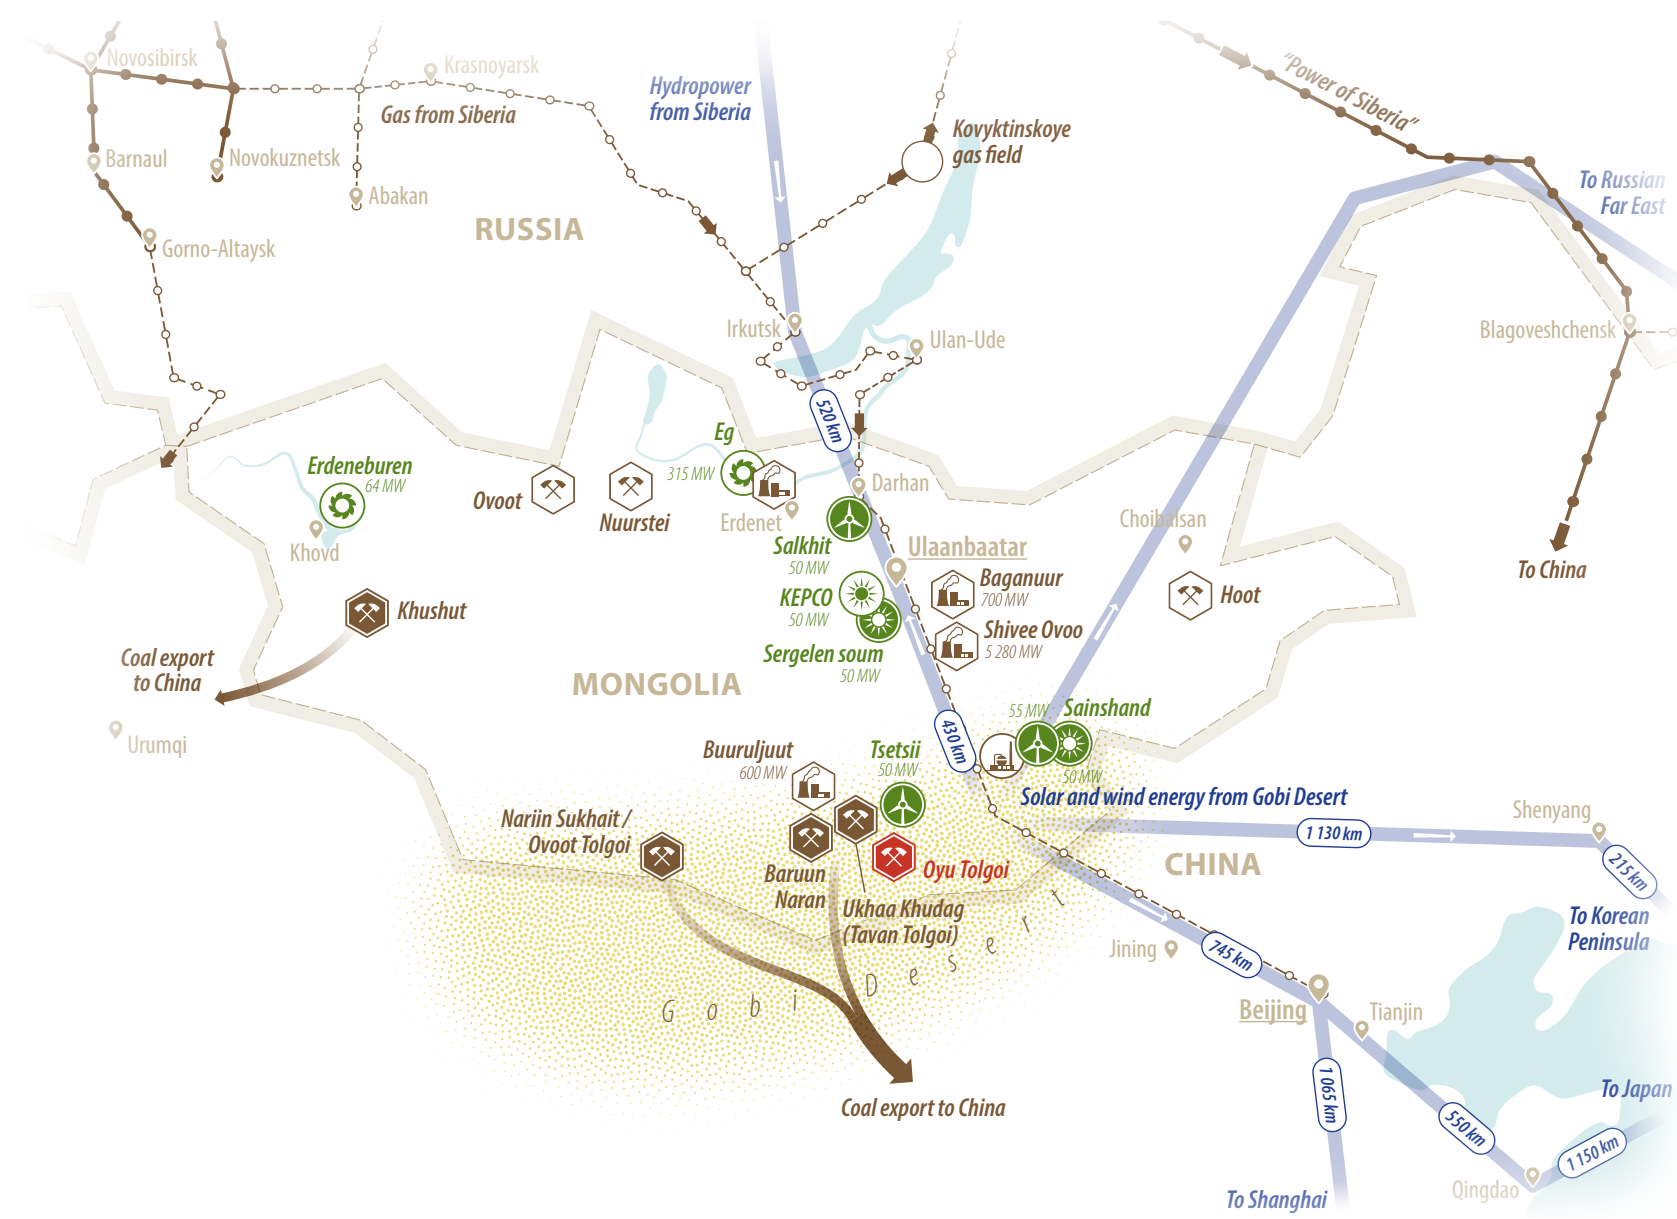 Novosibirsk
Krasnoyarsk
Gas from Siberia
Hydropower
from Siberia
Kovyktinskoye
gas field
"Power of Siberia"
To Russian
Far East
Barnaul
Novokuznetsk
Abakan
Gorno-Altaysk
RUSSIA
Irkutsk
Ulan-Ude
Blagoveshchensk
520 km
Eg
315 MW
Erdeneburen
64 MW
Khovd
Ovoot
Nuurstei
Erdenet
Darhan
Choibalsan
Salkhit
50 MW
Ulaanbaatar
To China
KEPCO
50 MW
Baganuur
700 MW
Hoot
Khushut
Shivee Ovoo
5 280 MW
Sergelen soum
50 MW
Coal export
to China
MONGOLIA
Urumqi
430 km
55 MW
Sainshand
50 MW
Buuruljuut
600 MW
Tsetsii
50 MW
Solar and wind energy from Gobi Desert
1 130 km
Shenyang
215 km
Nariin Sukhait /
Ovoot Tolgoi
CHINA
Oyu Tolgoi
Baruun
Naran
Ukhaa Khudag
(Tavan Tolgoi)
To Korean
Peninsula
Jining
745 km
Gobi Desert
Beijing
Tianjin
1 065 km
To Japan
Coal export to China
550 km
1 150 km
Qingdao
To Shanghai